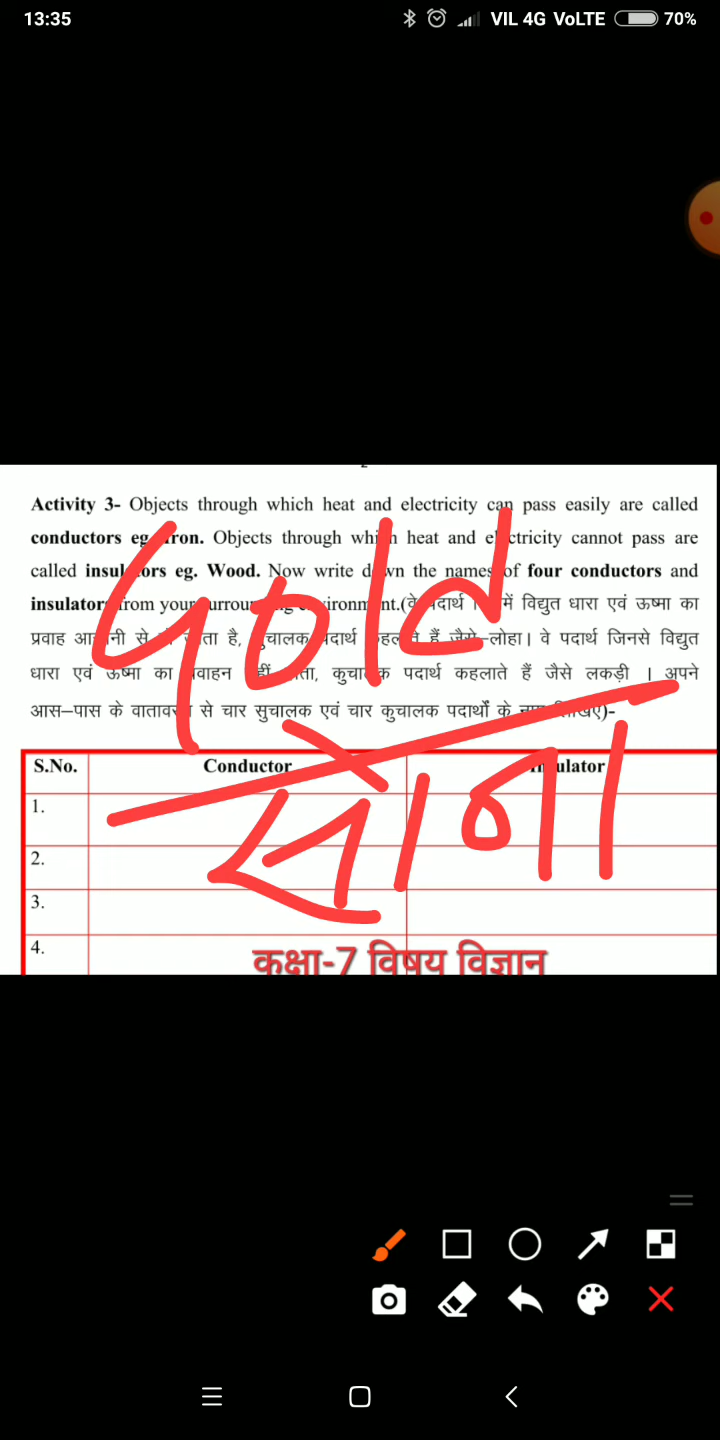 13:35 VIL 4G VoLTE 70%
Activity 3- Objects through which heat and electricity can pass easily are called
conductors eg. Iron. Objects through which heat and electricity cannot pass are
called insulators eg. Wood. Now write down the names of four conductors and
insulators from your surrounding environment.(वे पदार्थ जिनमें विद्युत धारा एवं ऊष्मा का
प्रवाह आसानी से हो जाता है, सुचालक पदार्थ कहलाते हैं जैसे–लोहा। वे पदार्थ जिनसे विद्युत
धारा एवं ऊष्मा का प्रवाहन नहीं होता, कुचालक पदार्थ कहलाते हैं जैसे लकड़ी । अपने
आस–पास के वातावरण से चार सुचालक एवं चार कुचालक पदार्थों के नाम लिखिए)-
Gold
सोना
S.No. Conductor Insulator
1.
2.
3.
4.
कक्षा-7 विषय विज्ञान